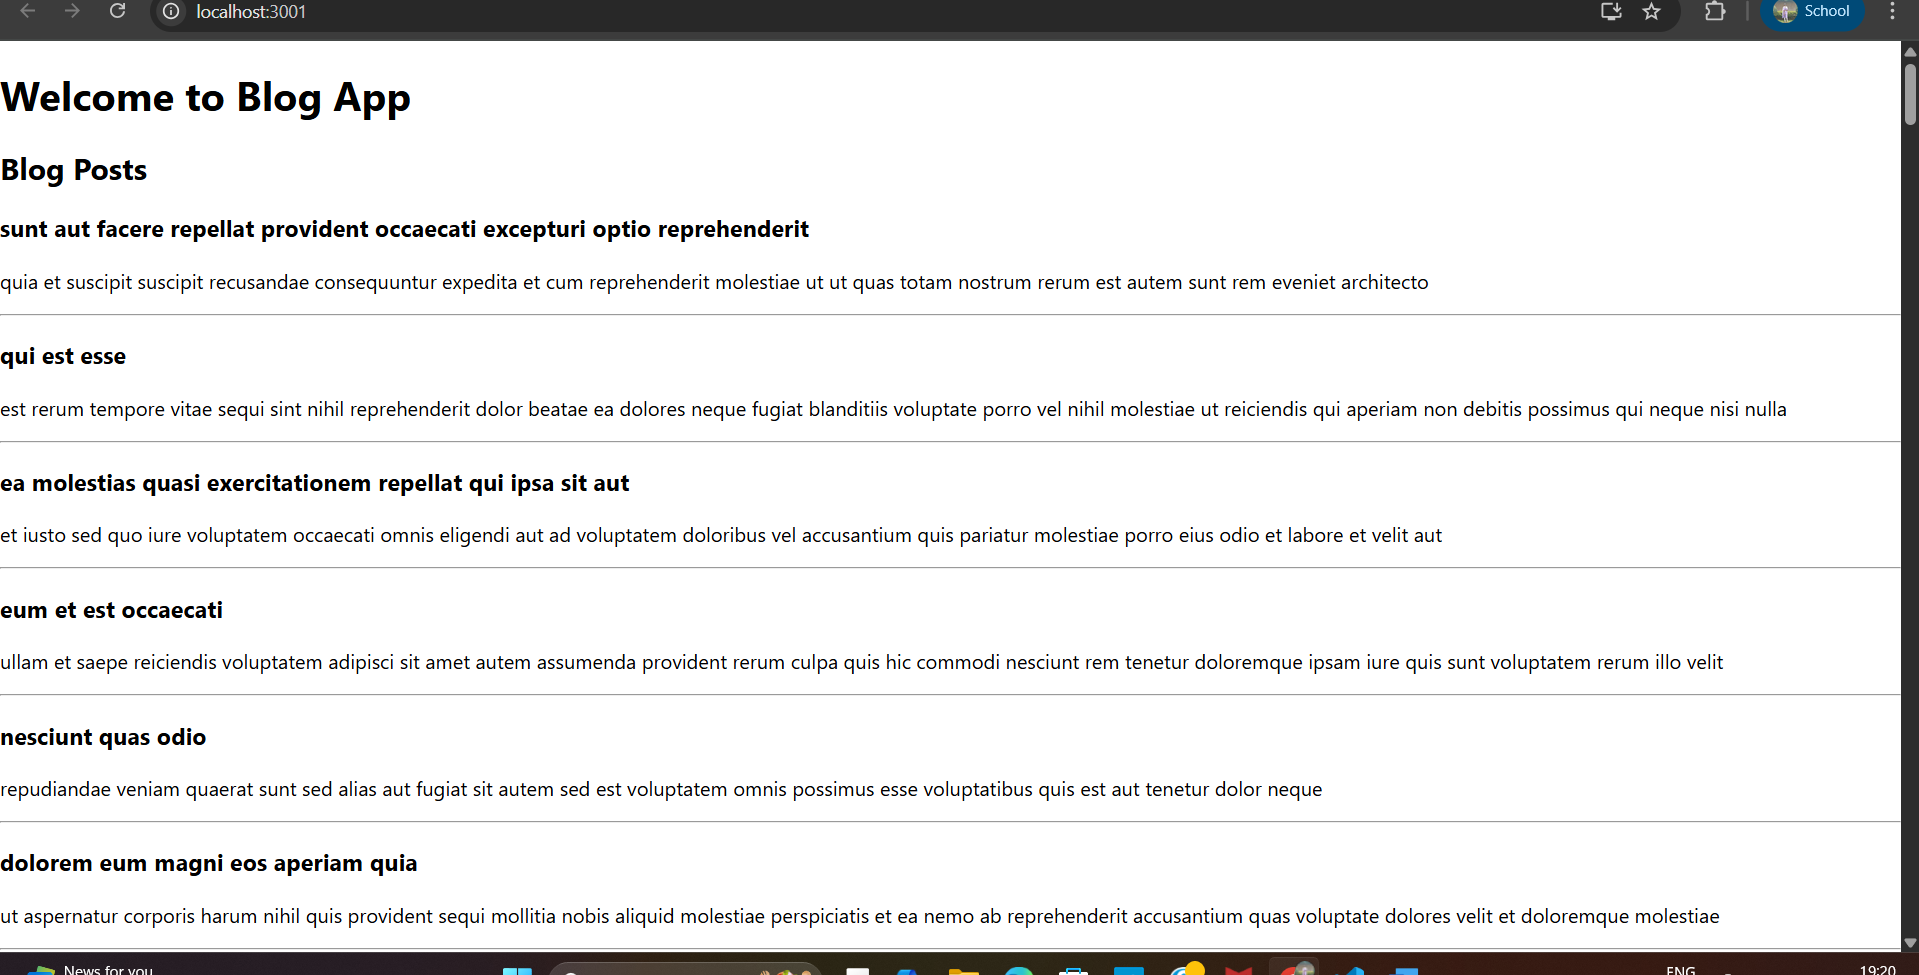 localhost:3001
School
Welcome to Blog App
Blog Posts
sunt aut facere repellat provident occaecati excepturi optio reprehenderit
quia et suscipit suscipit recusandae consequuntur expedita et cum reprehenderit molestiae ut ut quas totam nostrum rerum est autem sunt rem eveniet architecto
qui est esse
est rerum tempore vitae sequi sint nihil reprehenderit dolor beatae ea dolores neque fugiat blanditiis voluptate porro vel nihil molestiae ut reiciendis qui aperiam non debitis possimus qui neque nisi nulla
ea molestias quasi exercitationem repellat qui ipsa sit aut
et iusto sed quo iure voluptatem occaecati omnis eligendi aut ad voluptatem doloribus vel accusantium quis pariatur molestiae porro eius odio et labore et velit aut
eum et est occaecati
ullam et saepe reiciendis voluptatem adipisci sit amet autem assumenda provident rerum culpa quis hic commodi nesciunt rem tenetur doloremque ipsam iure quis sunt voluptatem rerum illo velit
nesciunt quas odio
repudiandae veniam quaerat sunt sed alias aut fugiat sit autem sed est voluptatem omnis possimus esse voluptatibus quis est aut tenetur dolor neque
dolorem eum magni eos aperiam quia
ut aspernatur corporis harum nihil quis provident sequi mollitia nobis aliquid molestiae perspiciatis et ea nemo ab reprehenderit accusantium quas voluptate dolores velit et doloremque molestiae
News for you
ENG
19:20